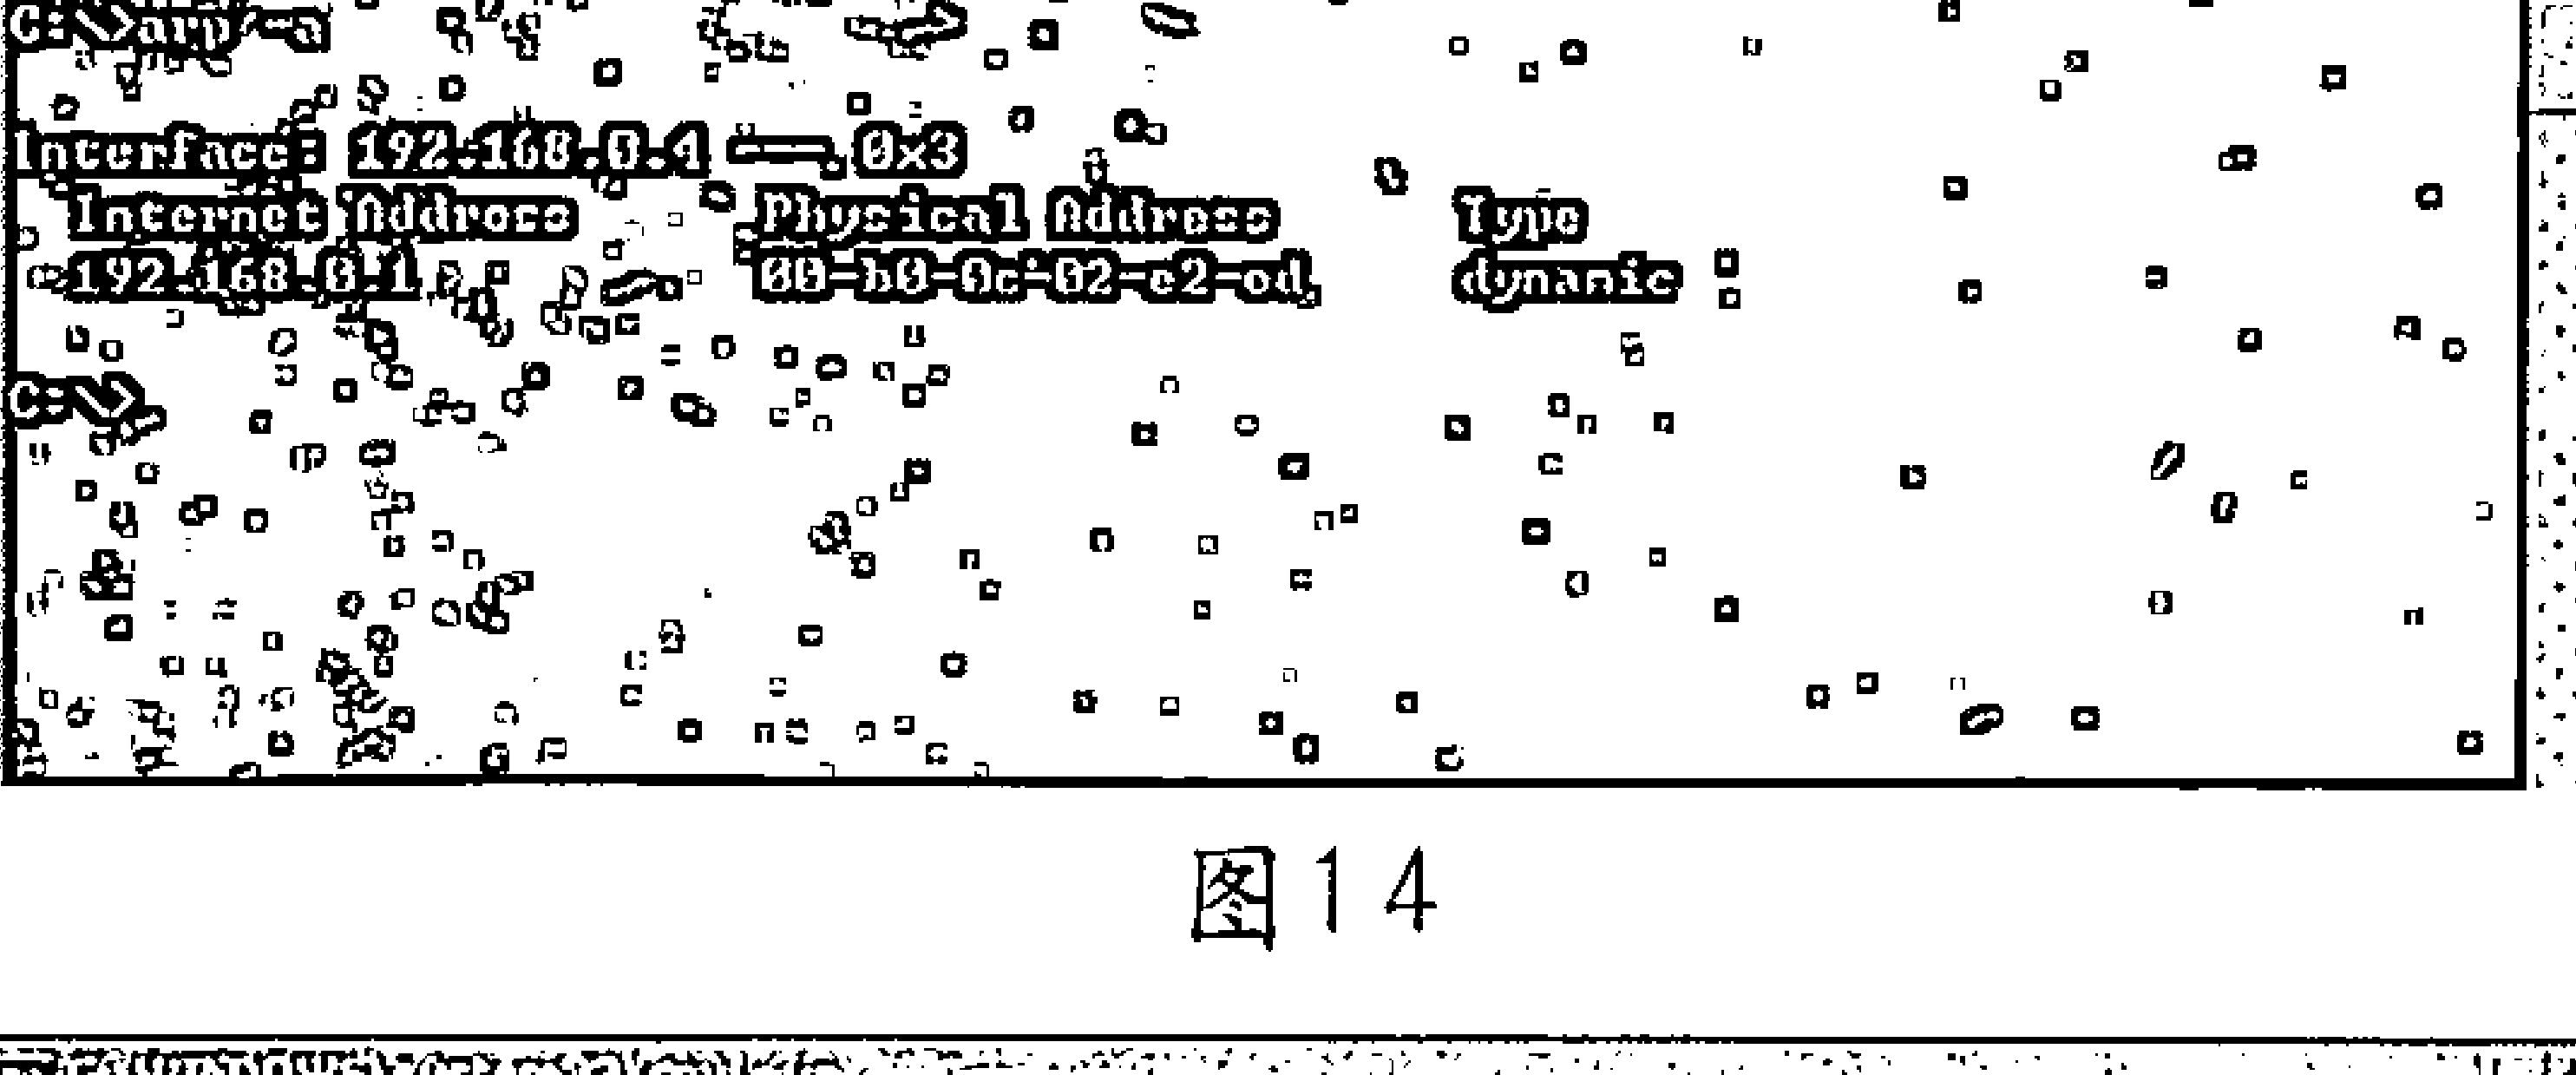 C:\>arp -a
Interface: 192.168.0.4 --- 0x3
Internet Address Physical Address Type
192.168.0.1 dynamic
C:\>
图14